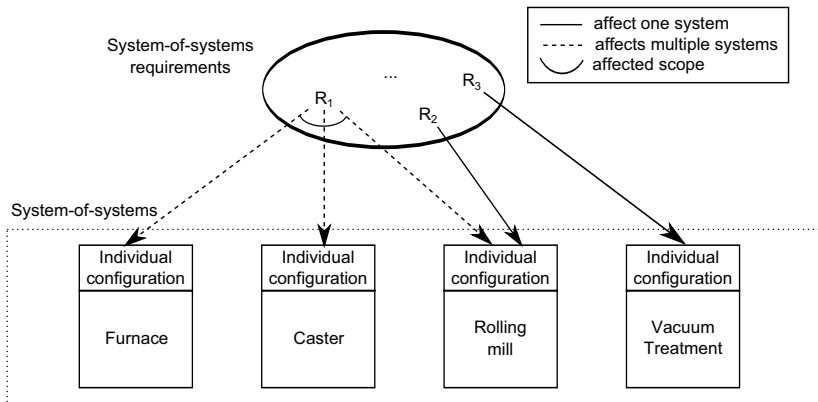 System-of-systems
requirements
...
R1
R2
R3
affect one system
affects multiple systems
affected scope
System-of-systems
Individual
configuration
Furnace
Individual
configuration
Caster
Individual
configuration
Rolling
mill
Individual
configuration
Vacuum
Treatment